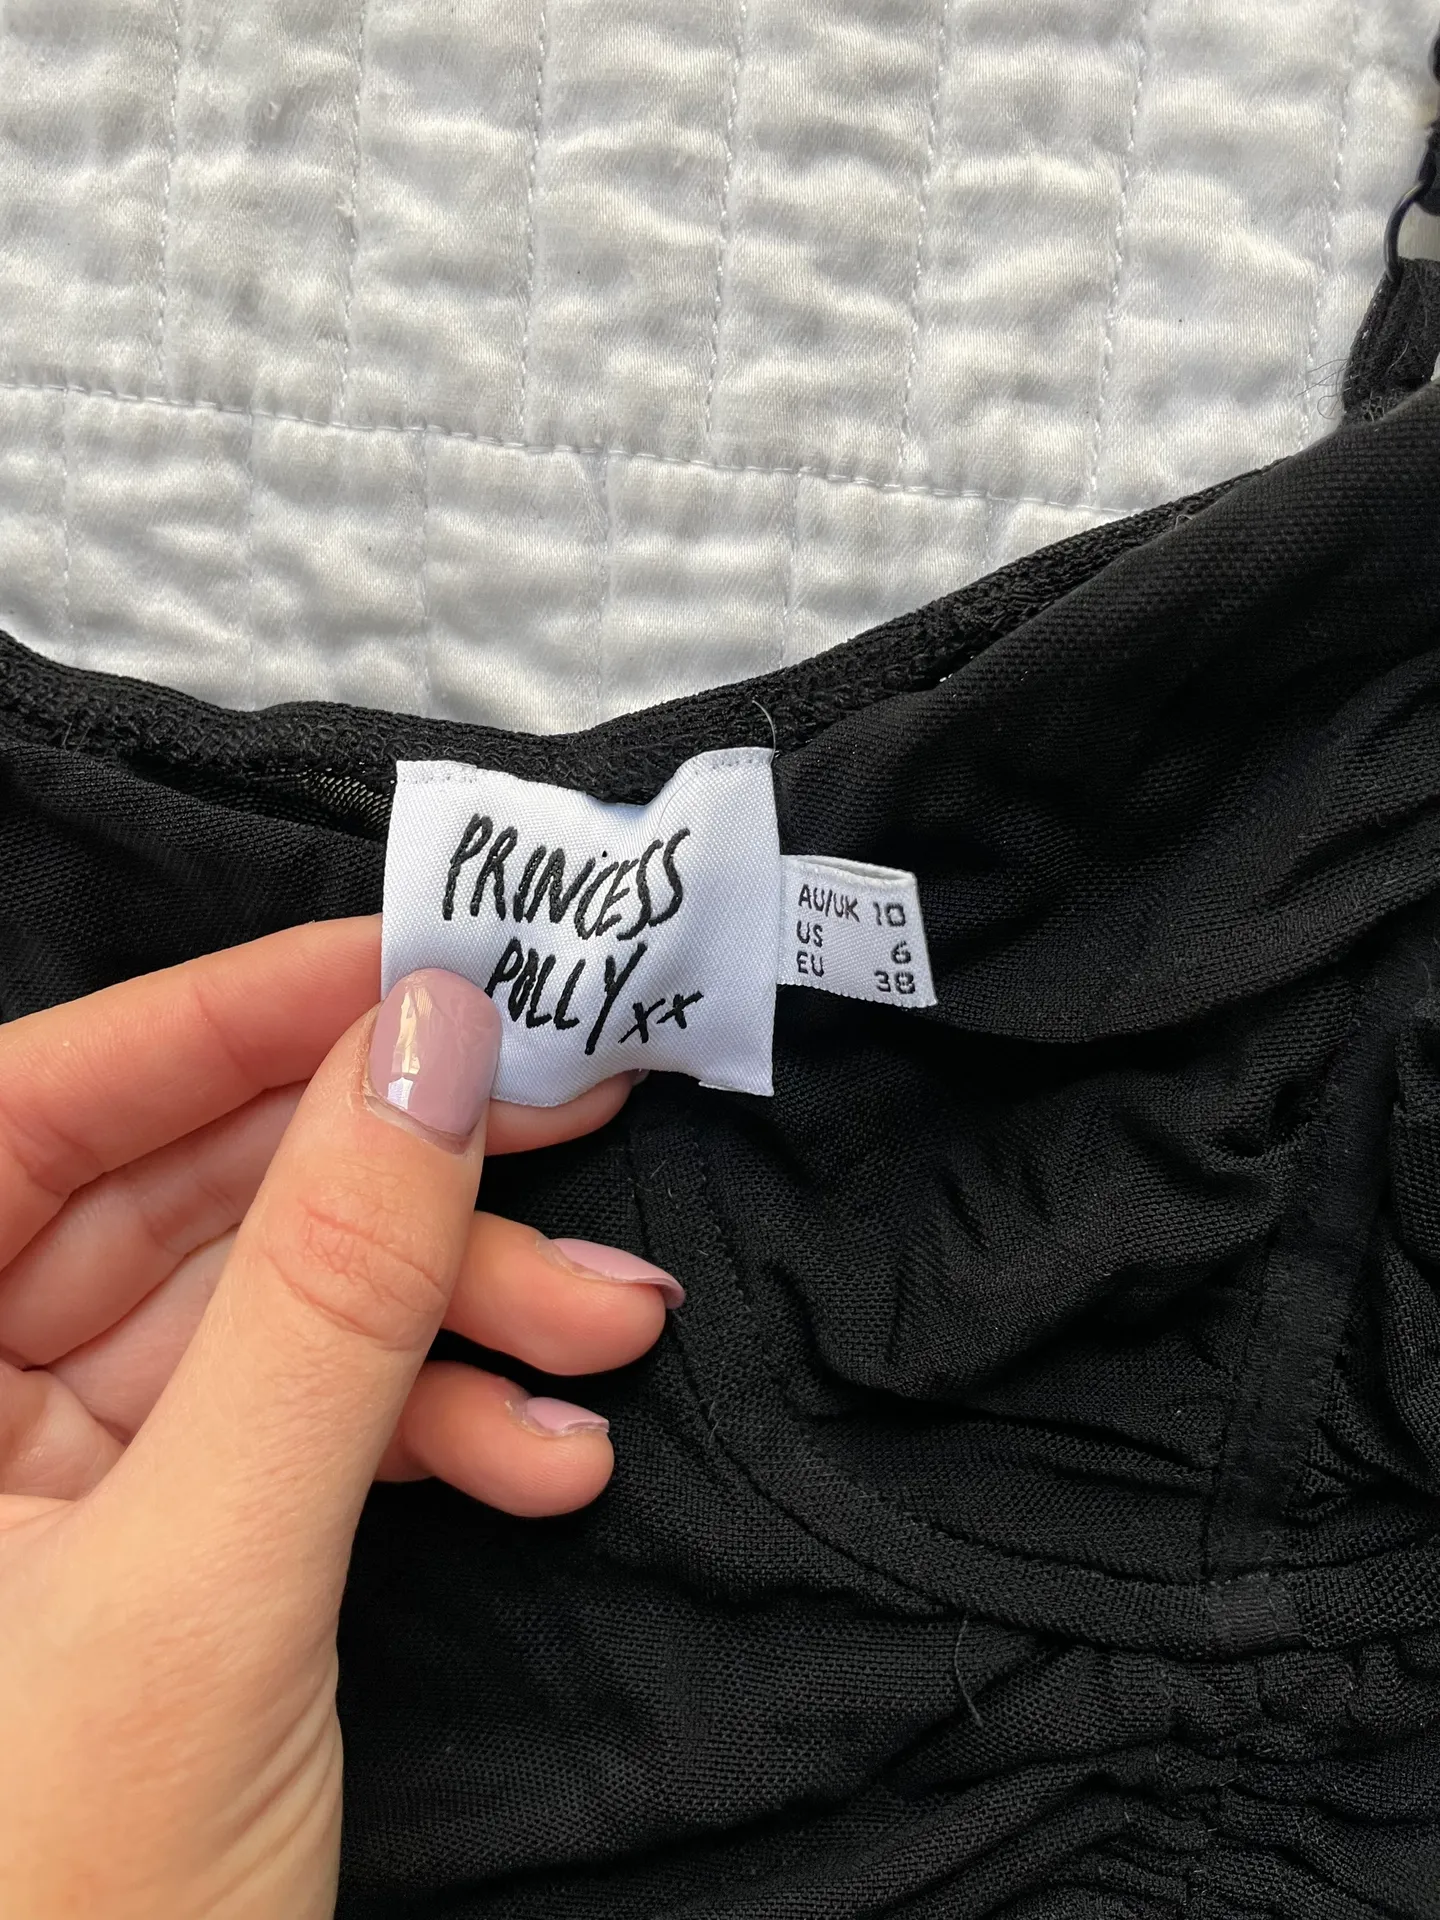 PRINCESS
POLLY xx
AU/UK 10
US 6
EU 38